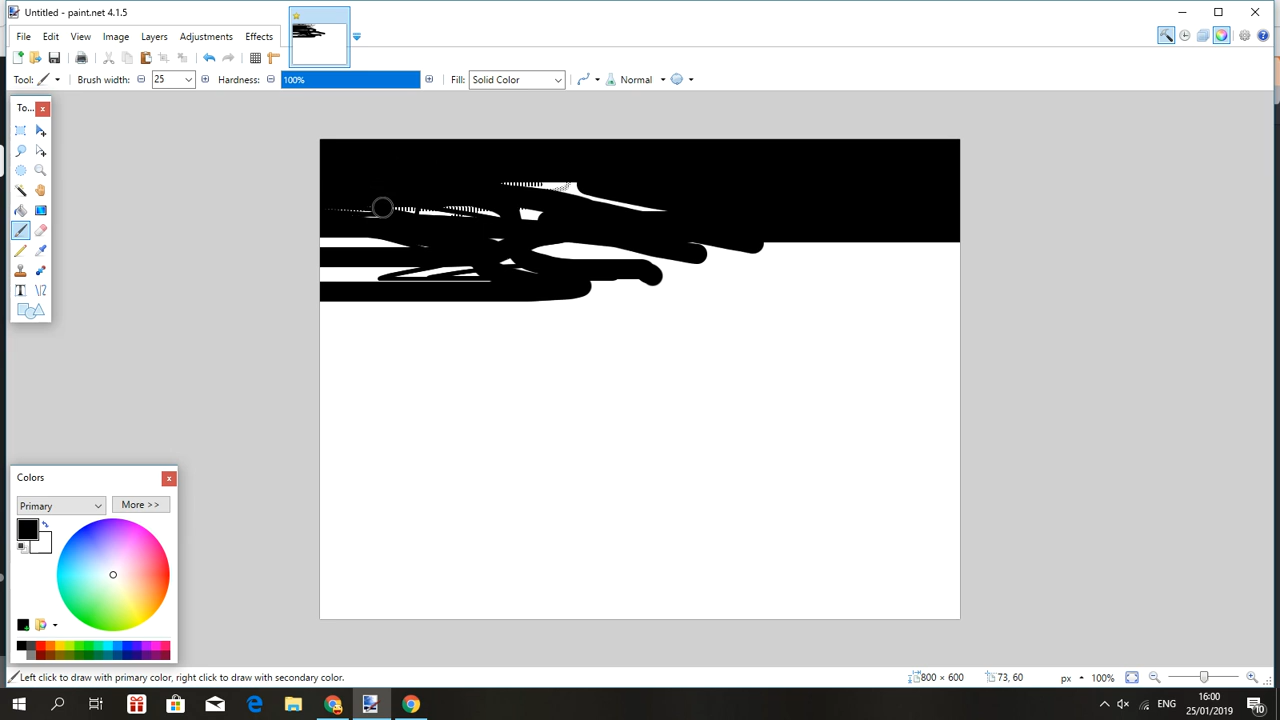 Untitled - paint.net 4.1.5
File Edit View Image Layers Adjustments Effects
Tool: Brush width: 25 Hardness: 100% Fill: Solid Color Normal
To...
Colors
Primary More >>
Left click to draw with primary color, right click to draw with secondary color. 800 × 600 73, 60 px 100%
ENG 16:00
25/01/2019 10